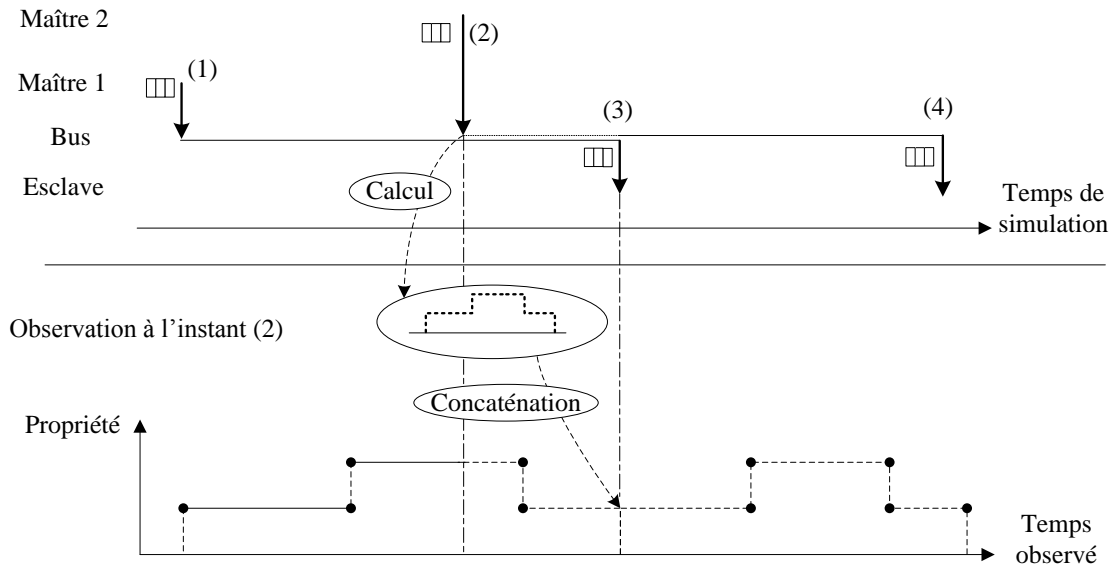 Maître 2
(2)
Maître 1
(1)
(3)
(4)
Bus
Esclave
Calcul
Temps de
simulation
Observation à l’instant (2)
Concaténation
Propriété
Temps
observé